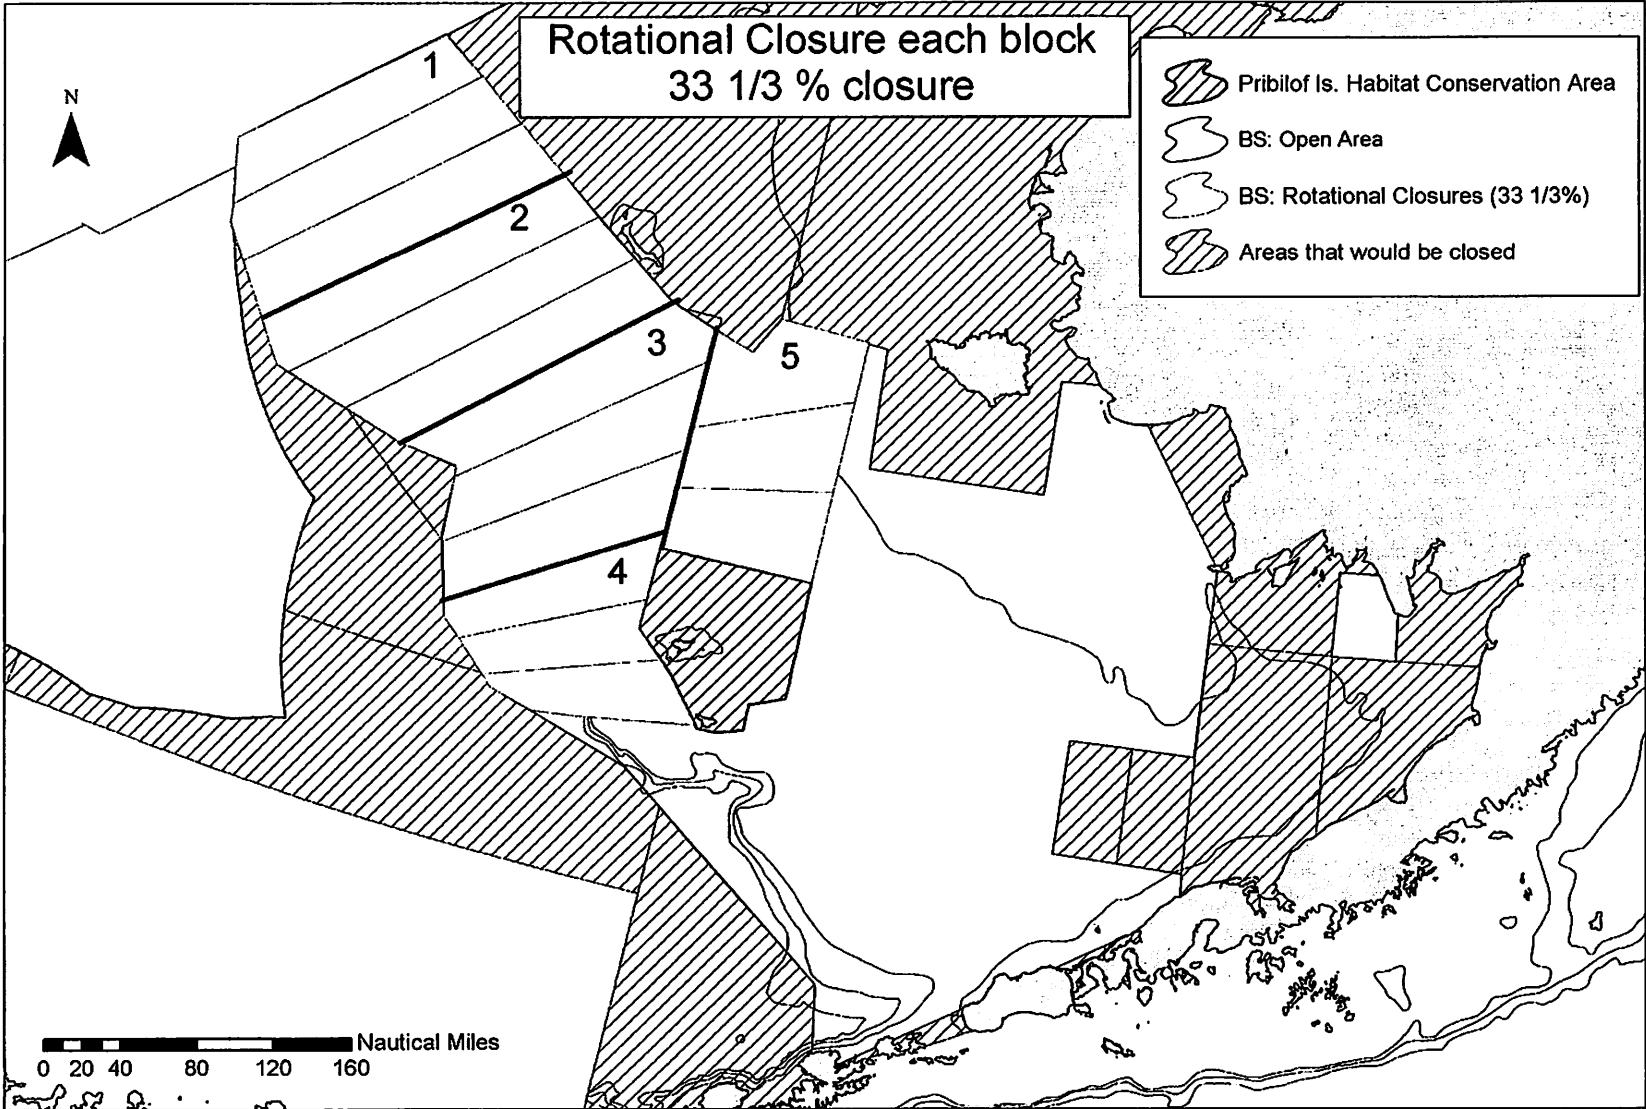 Rotational Closure each block
33 1/3 % closure
N
Pribilof Is. Habitat Conservation Area
BS: Open Area
BS: Rotational Closures (33 1/3%)
Areas that would be closed
1
2
3
5
4
Nautical Miles
0 20 40 80 120 160